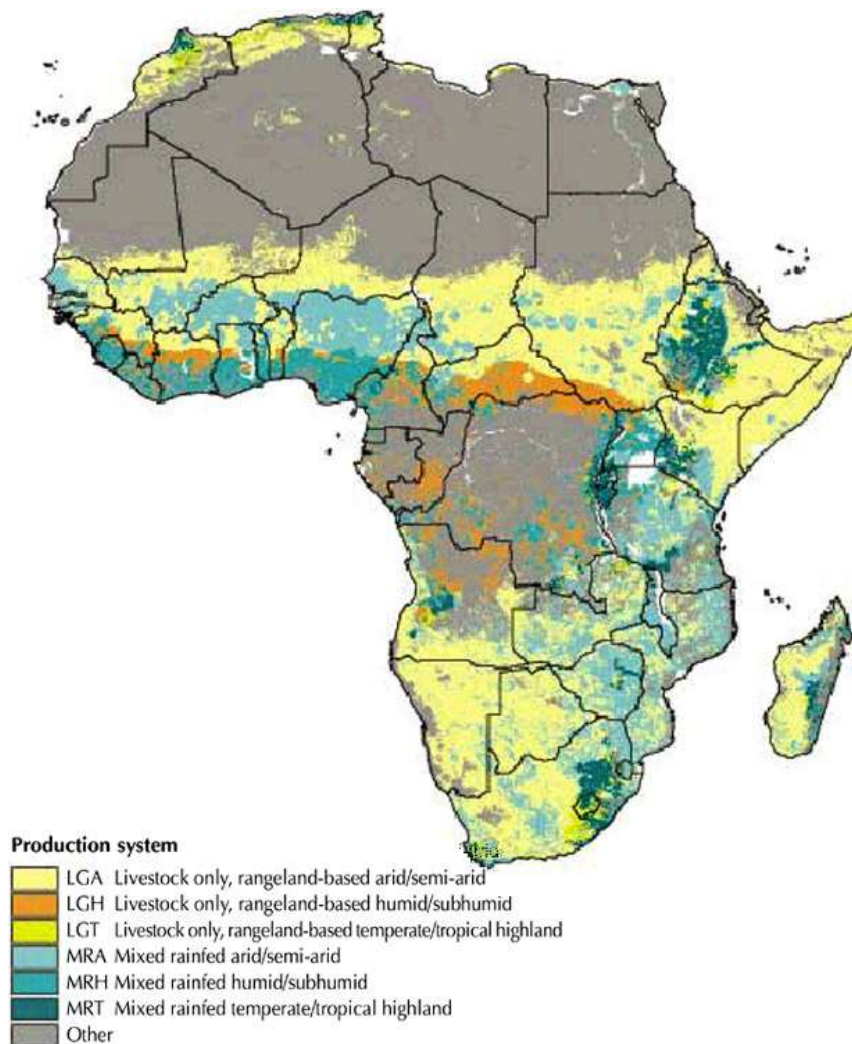 Production system
LGA Livestock only, rangeland-based arid/semi-arid
LGH Livestock only, rangeland-based humid/subhumid
LGT Livestock only, rangeland-based temperate/tropical highland
MRA Mixed rainfed arid/semi-arid
MRH Mixed rainfed humid/subhumid
MRT Mixed rainfed temperate/tropical highland
Other